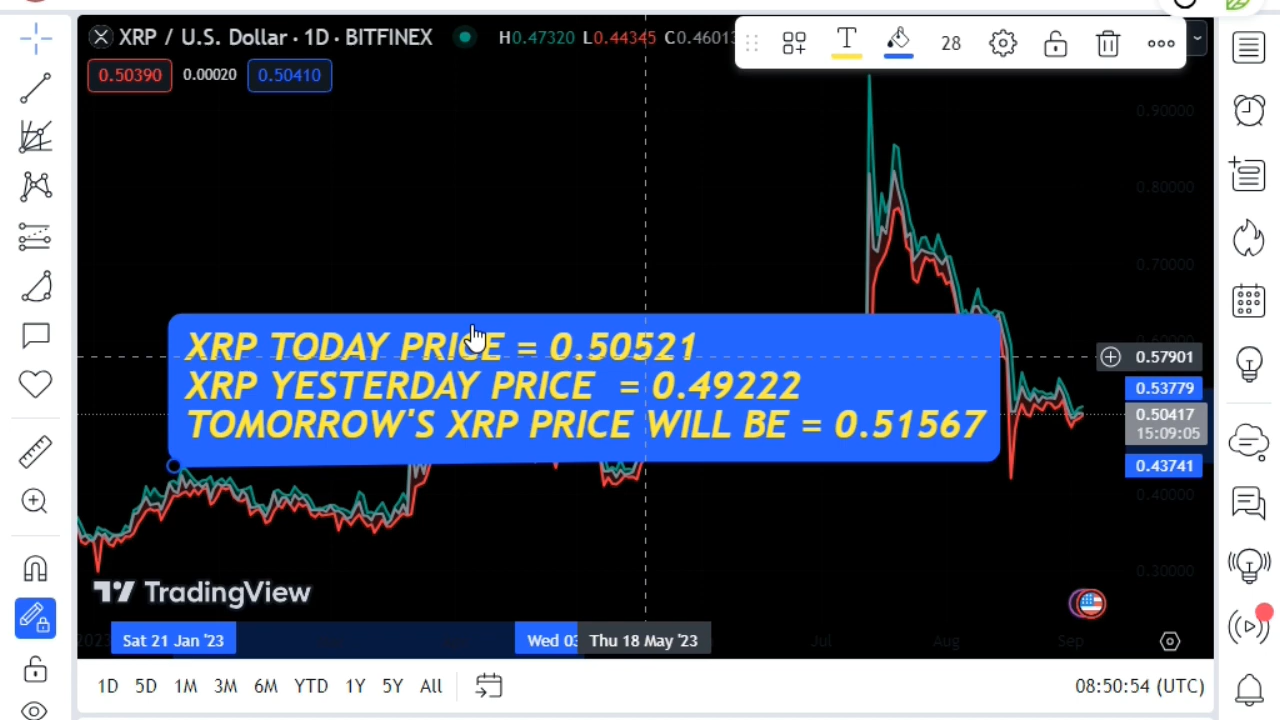 XRP / U.S. Dollar · 1D · BITFINEX
H0.47320 L0.44345 C0.46013
T
28
0.50390 0.00020 0.50410
0.90000
0.80000
0.70000
XRP TODAY PRICE = 0.50521
XRP YESTERDAY PRICE = 0.49222
TOMORROW'S XRP PRICE WILL BE = 0.51567
0.57901
0.53779
0.50417
15:09:05
0.43741
0.40000
0.30000
TradingView
2023 Sat 21 Jan '23 Wed 03 Thu 18 May '23 Jul Aug Sep
1D 5D 1M 3M 6M YTD 1Y 5Y All
08:50:54 (UTC)